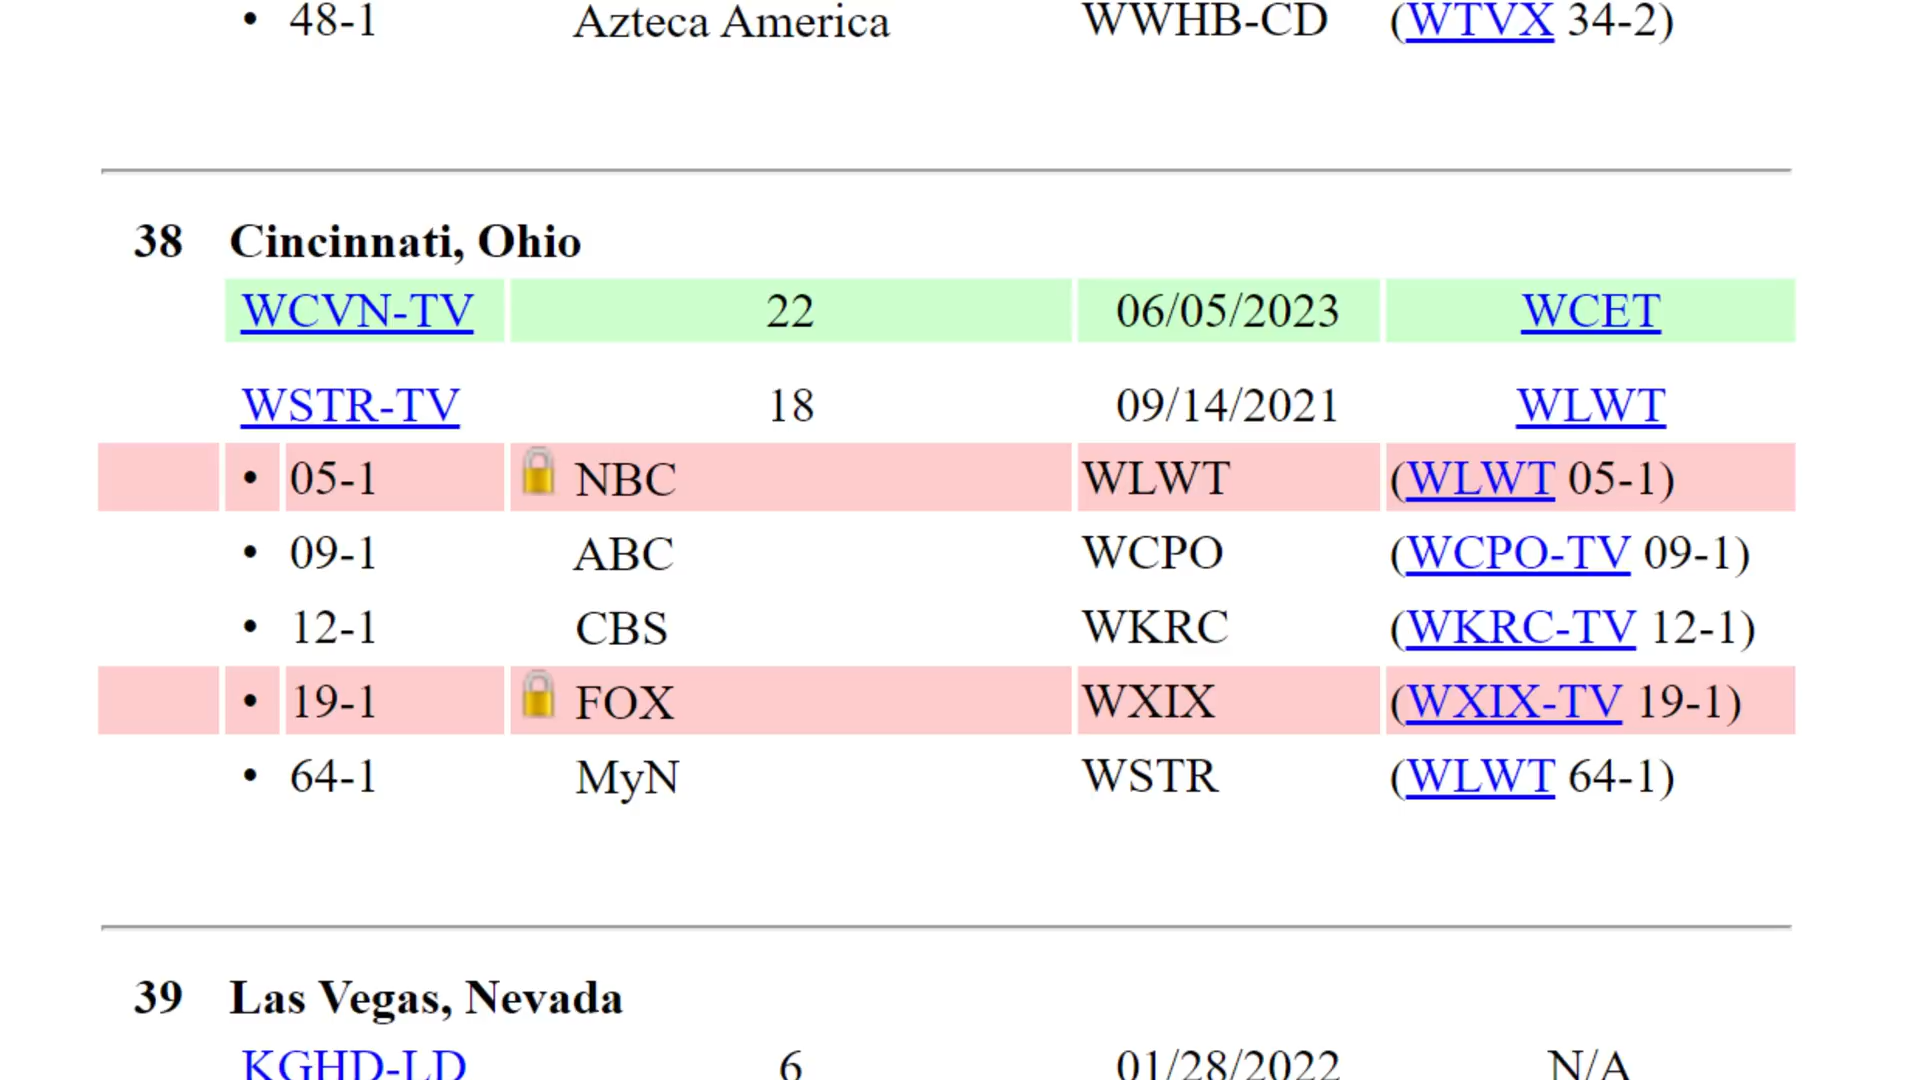 • 48-1 Azteca America WWHB-CD (WTVX 34-2)
38 Cincinnati, Ohio
WCVN-TV 22 06/05/2023 WCET
WSTR-TV 18 09/14/2021 WLWT
• 05-1 NBC WLWT (WLWT 05-1)
• 09-1 ABC WCPO (WCPO-TV 09-1)
• 12-1 CBS WKRC (WKRC-TV 12-1)
• 19-1 FOX WXIX (WXIX-TV 19-1)
• 64-1 MyN WSTR (WLWT 64-1)
39 Las Vegas, Nevada
KGHD-LD 6 01/28/2022 N/A